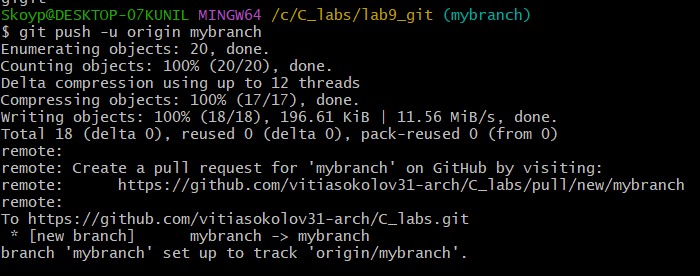 Skoyp@DESKTOP-07KUNIL MINGW64 /c/C_labs/lab9_git (mybranch)
$ git push -u origin mybranch
Enumerating objects: 20, done.
Counting objects: 100% (20/20), done.
Delta compression using up to 12 threads
Compressing objects: 100% (17/17), done.
Writing objects: 100% (18/18), 196.61 KiB | 11.56 MiB/s, done.
Total 18 (delta 0), reused 0 (delta 0), pack-reused 0 (from 0)
remote:
remote: Create a pull request for 'mybranch' on GitHub by visiting:
remote:      https://github.com/vitiasokolov31-arch/C_labs/pull/new/mybranch
remote:
To https://github.com/vitiasokolov31-arch/C_labs.git
 * [new branch]      mybranch -> mybranch
branch 'mybranch' set up to track 'origin/mybranch'.